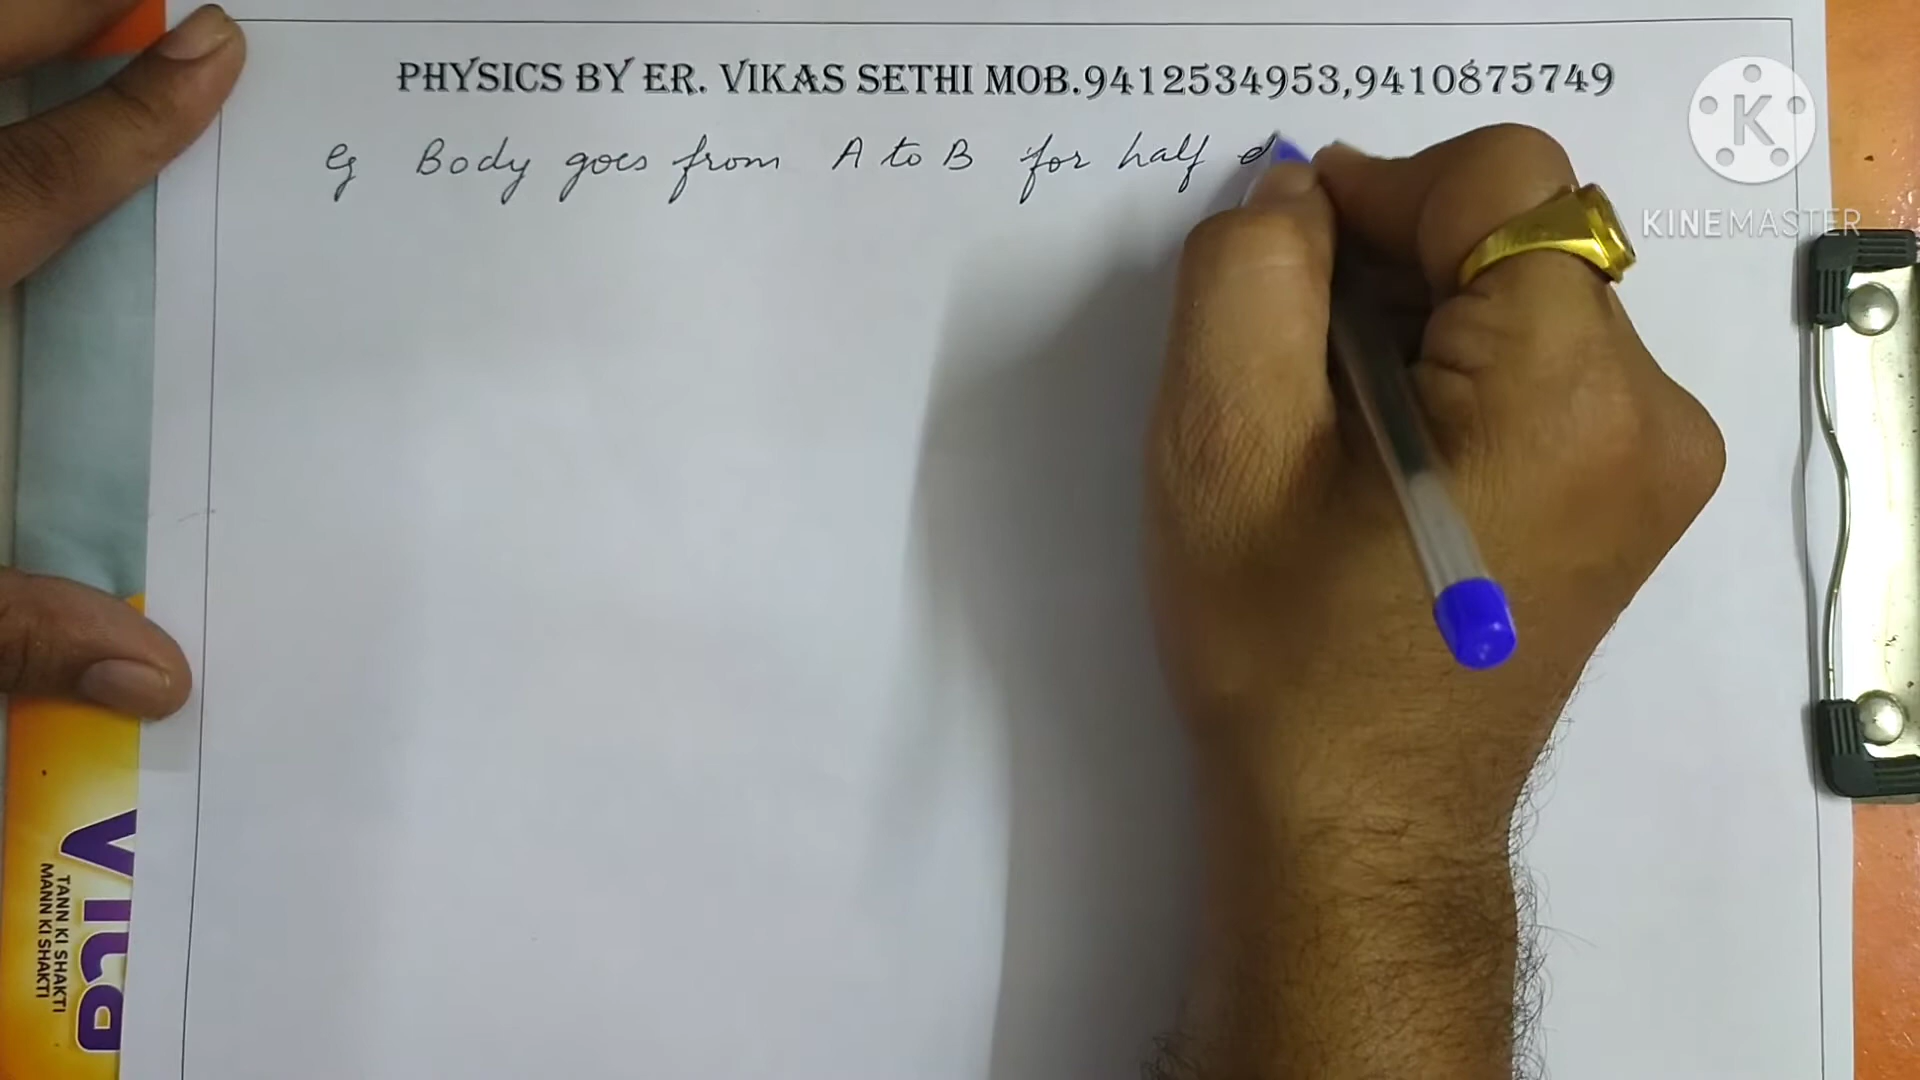 PHYSICS BY ER. VIKAS SETHI MOB.9412534953,9410875749
eg Body goes from A to B for half d
K
KINEMASTER
Vita
TANN KI SHAKTI
MANN KI SHAKTI